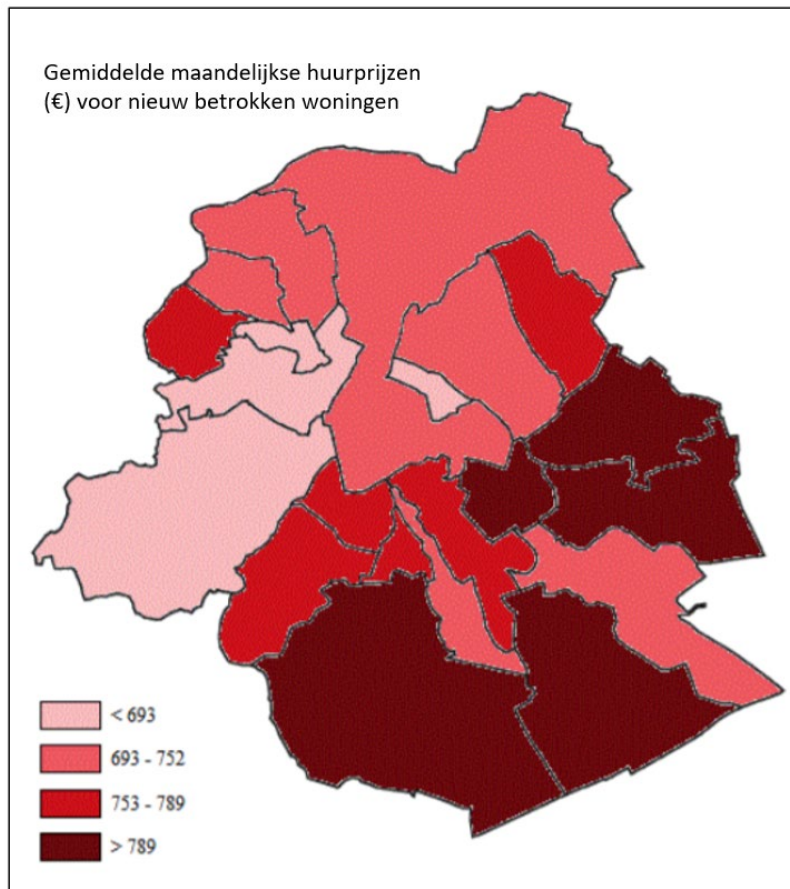 Gemiddelde maandelijkse huurprijzen
(€) voor nieuw betrokken woningen
< 693
693 - 752
753 - 789
> 789